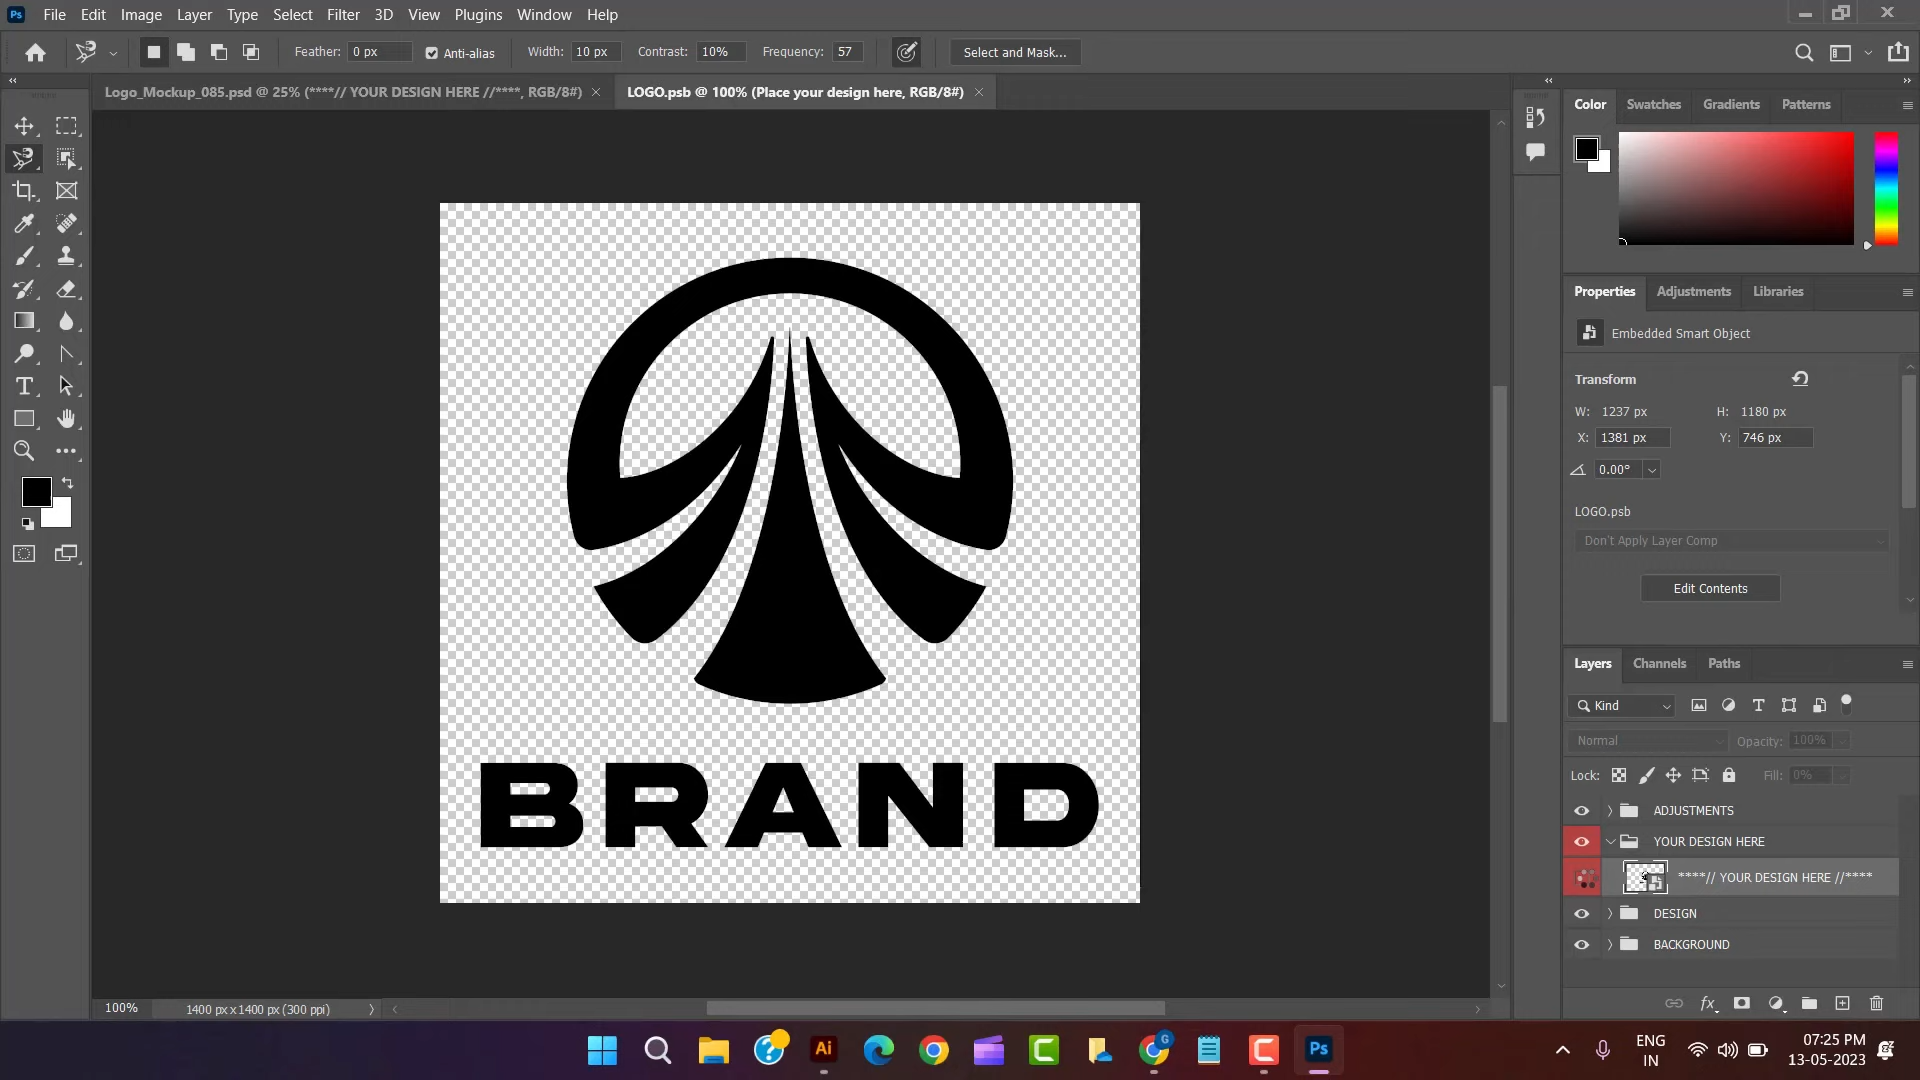 Ps File Edit Image Layer Type Select Filter 3D View Plugins Window Help
Feather: 0 px Anti-alias Width: 10 px Contrast: 10% Frequency: 57 Select and Mask...
Logo_Mockup_085.psd @ 25% (****// YOUR DESIGN HERE //****, RGB/8#) × LOGO.psb @ 100% (Place your design here, RGB/8#) ×
Color Swatches Gradients Patterns
Properties Adjustments Libraries
Embedded Smart Object
Transform
W: 1237 px H: 1180 px
X: 1381 px Y: 746 px
0.00°
LOGO.psb
Don't Apply Layer Comp
Edit Contents
Layers Channels Paths
Kind
Normal Opacity: 100%
Lock: Fill: 0%
ADJUSTMENTS
YOUR DESIGN HERE
****// YOUR DESIGN HERE //****
DESIGN
BACKGROUND
BRAND
100% 1400 px x 1400 px (300 ppi)
fx
Ai
G
Ps
ENG
IN
07:25 PM
13-05-2023